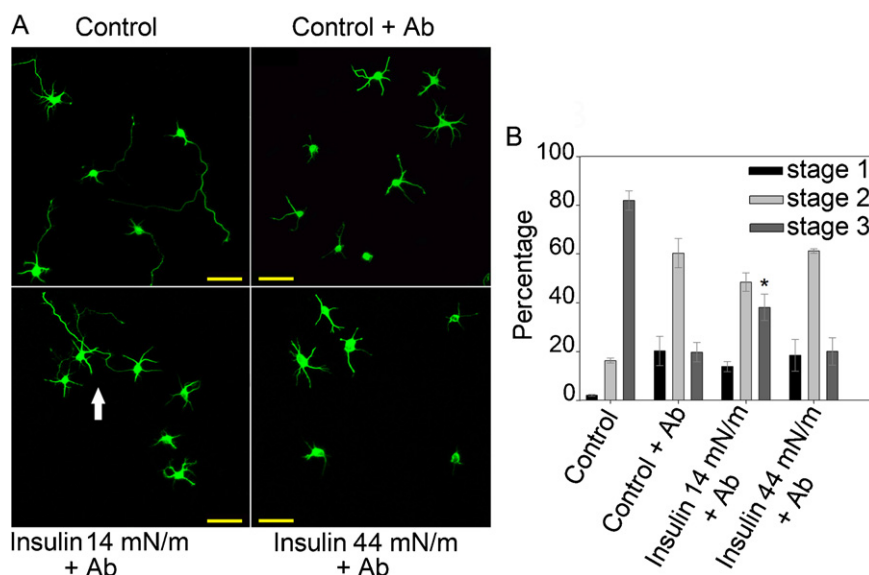 A
Control
Control + Ab
Insulin 14 mN/m
+ Ab
Insulin 44 mN/m
+ Ab
B
100
80
60
40
20
0
Percentage
stage 1
stage 2
stage 3
*
Control
Control + Ab
Insulin 14 mN/m
+ Ab
Insulin 44 mN/m
+ Ab